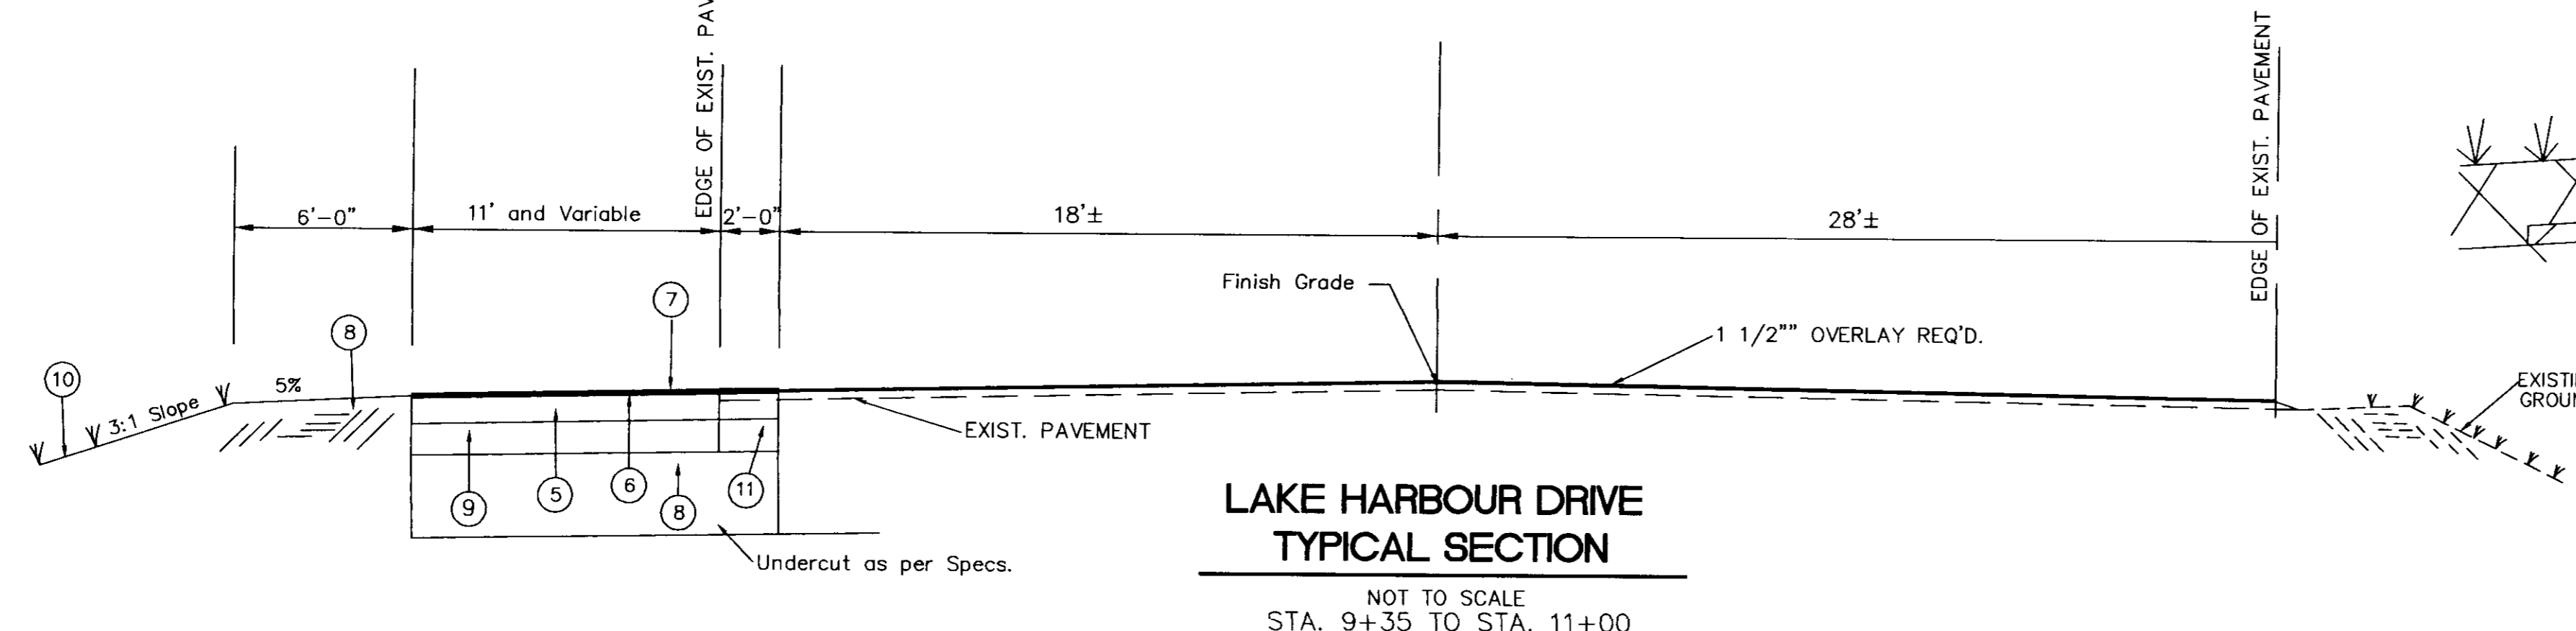 EDGE OF EXIST.
EDGE OF EXIST. PAVEMENT
6'-0"
11' and Variable
2'-0"
18'±
28'±
Finish Grade
7
8
1 1/2"" OVERLAY REQ'D.
10
5%
3:1 Slope
EXIST. PAVEMENT
9
5
6
8
11
Undercut as per Specs.
LAKE HARBOUR DRIVE
TYPICAL SECTION
NOT TO SCALE
STA. 9+35 TO STA. 11+00